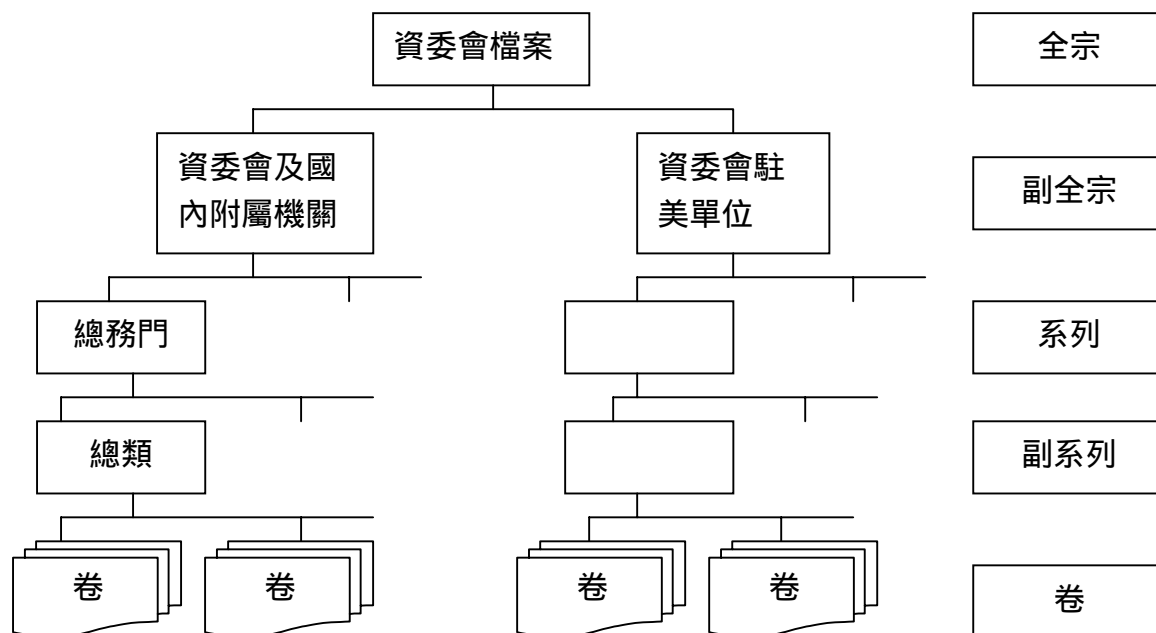 資委會檔案
全宗
資委會及國
內附屬機關
資委會駐
美單位
副全宗
總務門
系列
總類
副系列
卷
卷
卷
卷
卷